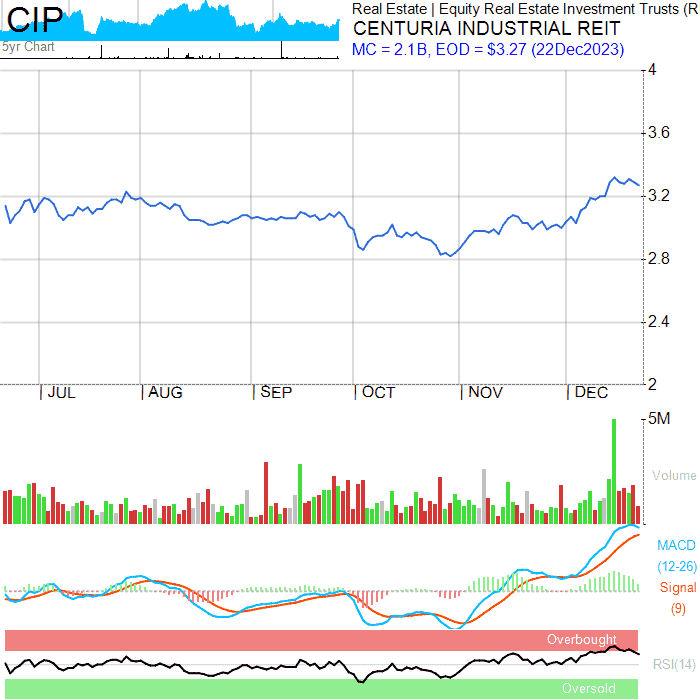 CIP
5yr Chart
Real Estate | Equity Real Estate Investment Trusts (R
CENTURIA INDUSTRIAL REIT
MC = 2.1B, EOD = $3.27 (22Dec2023)
4
3.6
3.2
2.8
2.4
2
JUL AUG SEP OCT NOV DEC
5M
Volume
MACD
(12-26)
Signal
(9)
Overbought
RSI(14)
Oversold